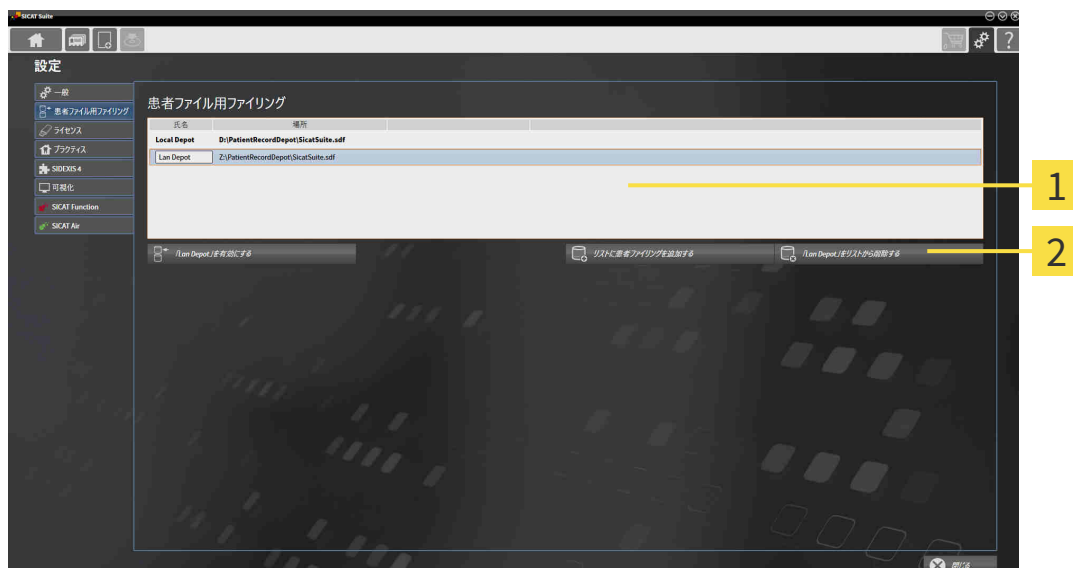 SICAT Suite
?
設定
一般
患者ファイル用ファイリング
ライセンス
プラクティス
SIDEXIS 4
可視化
SICAT Function
SICAT Air
患者ファイル用ファイリング
氏名 場所
Local Depot D:\PatientRecordDepot\SicatSuite.sdf
Lan Depot Z:\PatientRecordDepot\SicatSuite.sdf
1
「Lan Depot」を有効にする リストに患者ファイリングを追加する 「Lan Depot」をリストから削除する
2
閉じる